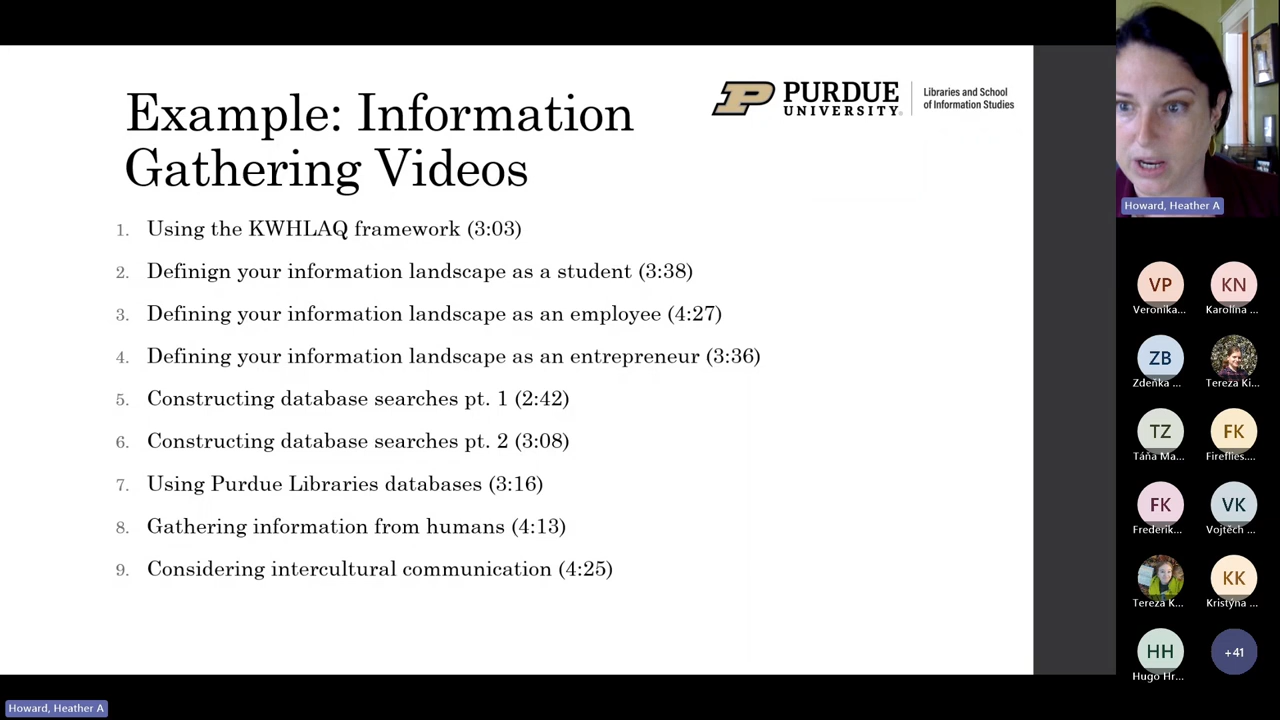 Example: Information
Gathering Videos
PURDUE
UNIVERSITY®
Libraries and School
of Information Studies
1. Using the KWHLAQ framework (3:03)
2. Definign your information landscape as a student (3:38)
3. Defining your information landscape as an employee (4:27)
4. Defining your information landscape as an entrepreneur (3:36)
5. Constructing database searches pt. 1 (2:42)
6. Constructing database searches pt. 2 (3:08)
7. Using Purdue Libraries databases (3:16)
8. Gathering information from humans (4:13)
9. Considering intercultural communication (4:25)
Howard, Heather A
VP
Veronika...
KN
Karolína ...
ZB
Zdeňka ...
Tereza Ki...
TZ
Táňa Ma...
FK
Fireflies....
FK
Frederik...
VK
Vojtěch ...
Tereza K...
KK
Kristýna ...
HH
Hugo Hr...
+41
Howard, Heather A